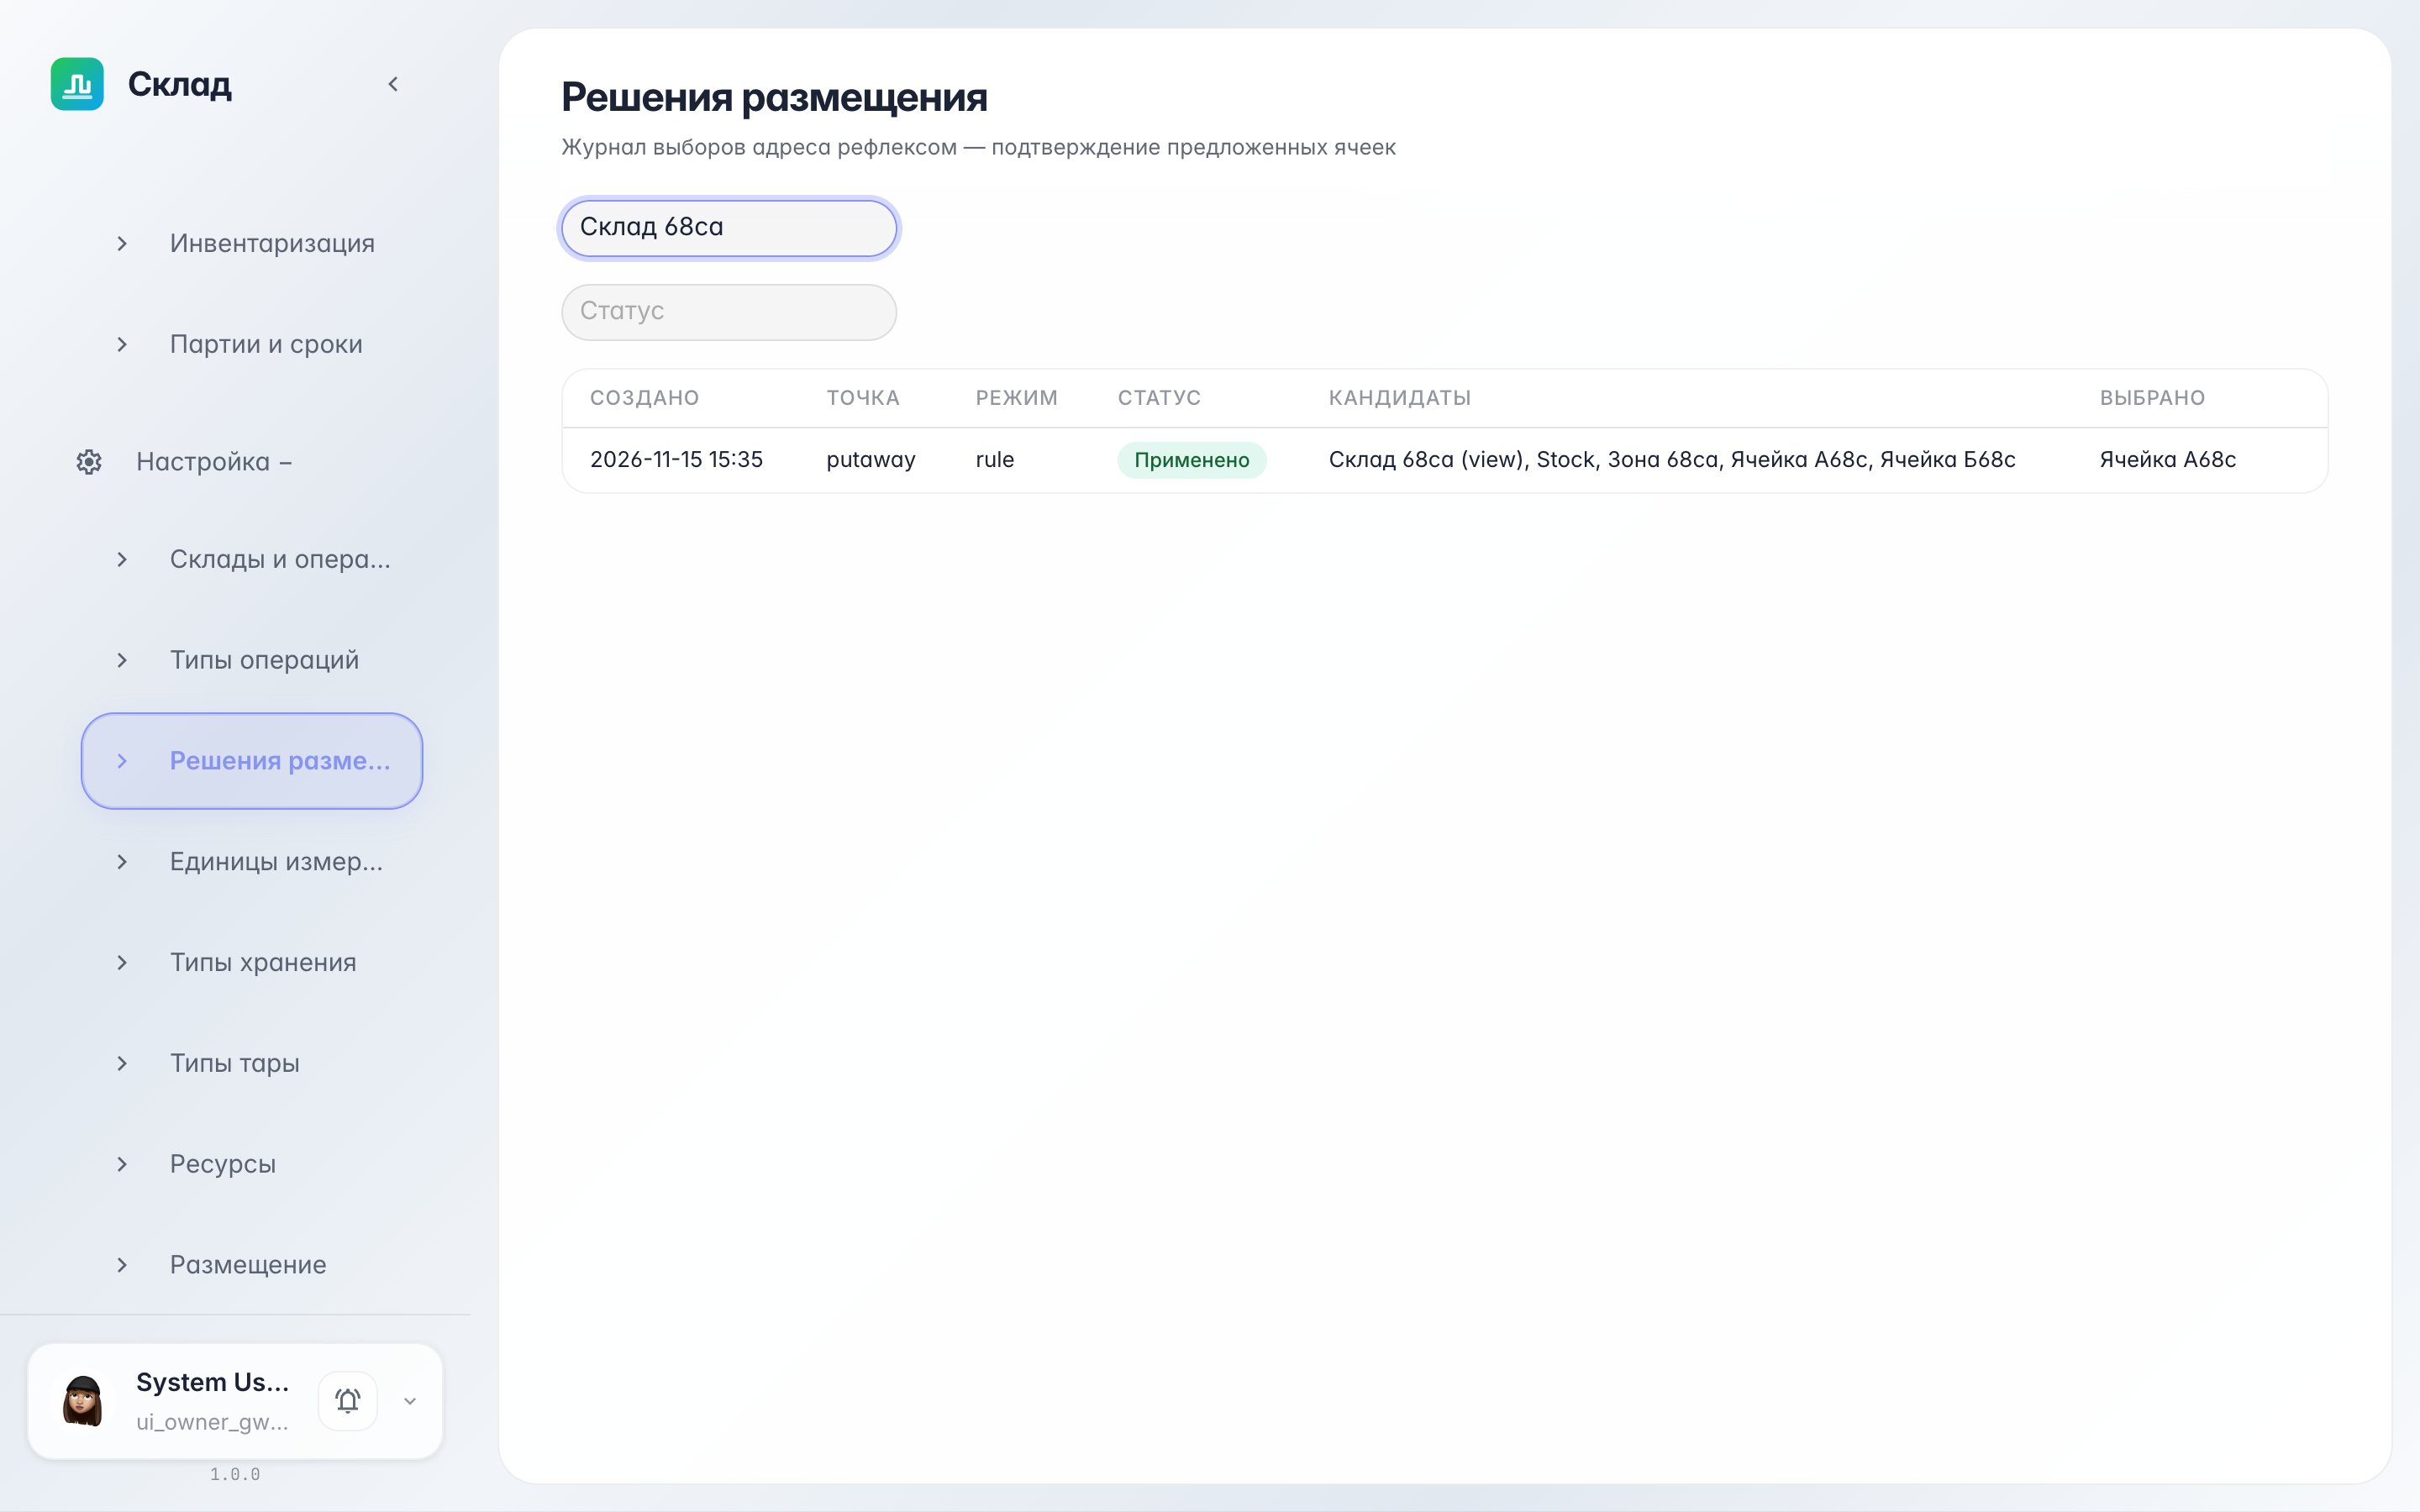 Склад
Инвентаризация
Партии и сроки
Настройка –
Склады и опера...
Типы операций
Решения разме...
Единицы измер...
Типы хранения
Типы тары
Ресурсы
Размещение
System Us...
ui_owner_gw...
1.0.0
Решения размещения
Журнал выборов адреса рефлексом — подтверждение предложенных ячеек
Склад 68ca
Статус
СОЗДАНО ТОЧКА РЕЖИМ СТАТУС КАНДИДАТЫ ВЫБРАНО
2026-11-15 15:35 putaway rule Применено Склад 68ca (view), Stock, Зона 68ca, Ячейка А68c, Ячейка Б68c Ячейка А68c